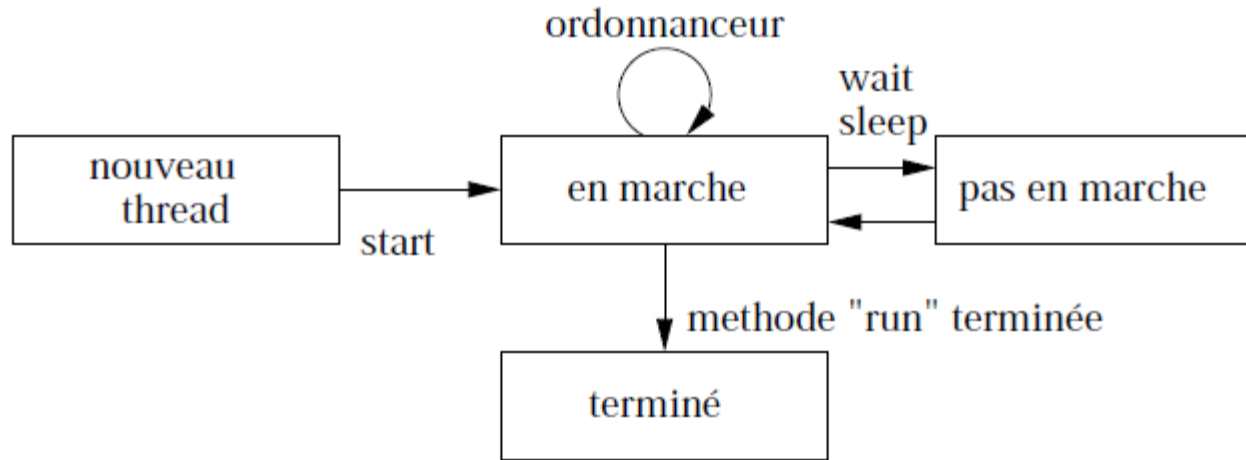 ordonnanceur
wait
sleep
nouveau
thread
en marche
pas en marche
start
methode "run" terminée
terminé